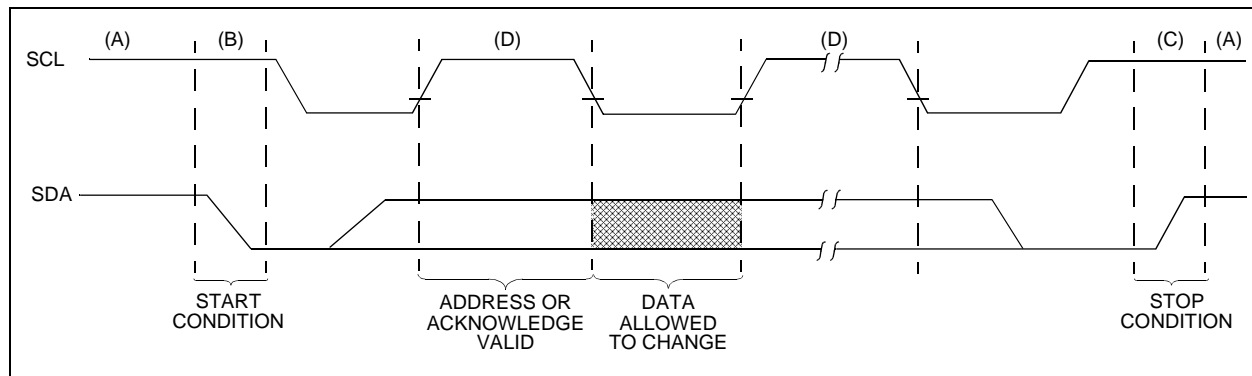 (A) (B) (D) (D) (C) (A)
SCL
SDA
START
CONDITION
ADDRESS OR
ACKNOWLEDGE
VALID
DATA
ALLOWED
TO CHANGE
STOP
CONDITION